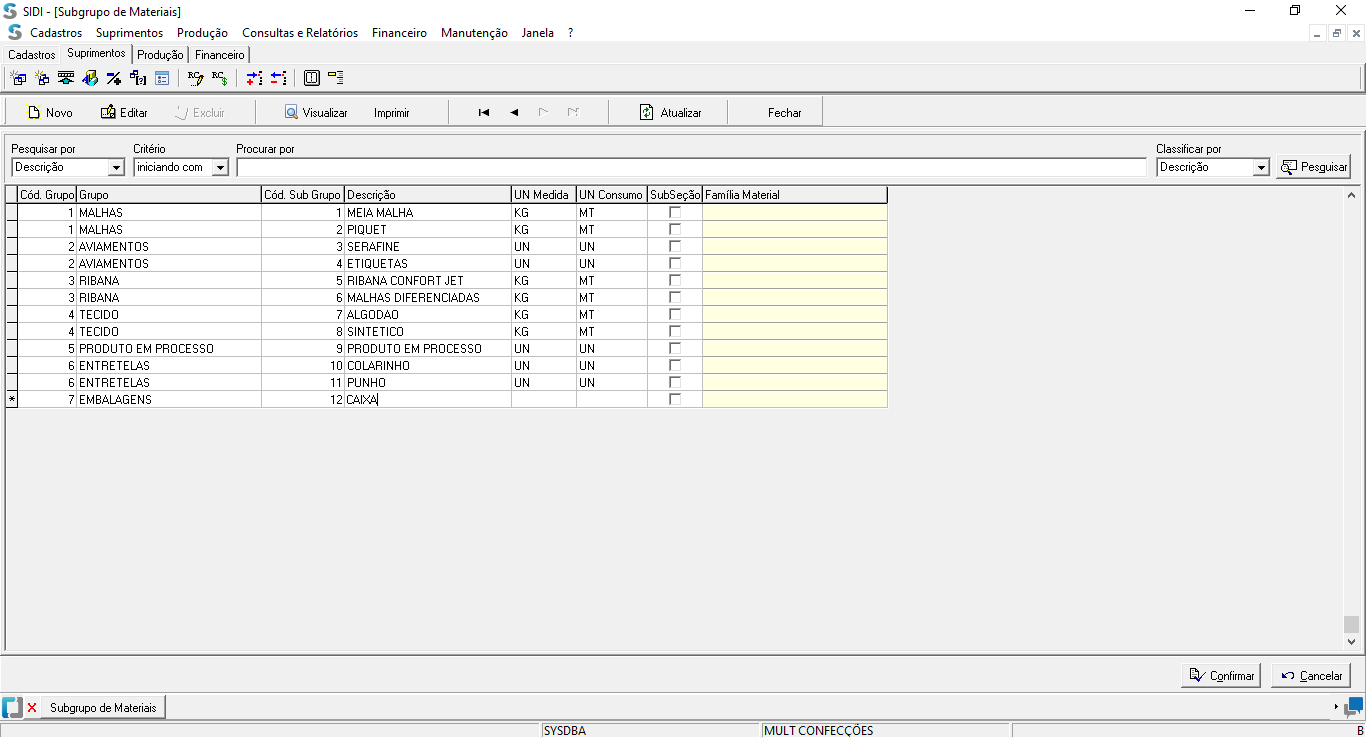 SIDI - [Subgrupo de Materiais]
Cadastros Suprimentos Produção Consultas e Relatórios Financeiro Manutenção Janela ?
Cadastros Suprimentos Produção Financeiro
Novo Editar Excluir Visualizar Imprimir Atualizar Fechar
Pesquisar por Critério Procurar por Classificar por
Descrição iniciando com Descrição Pesquisar
Cód. Grupo Grupo Cód. Sub Grupo Descrição UN Medida UN Consumo SubSeção Família Material
1 MALHAS 1 MEIA MALHA KG MT
1 MALHAS 2 PIQUET KG MT
2 AVIAMENTOS 3 SERAFINE UN UN
2 AVIAMENTOS 4 ETIQUETAS UN UN
3 RIBANA 5 RIBANA CONFORT JET KG MT
3 RIBANA 6 MALHAS DIFERENCIADAS KG MT
4 TECIDO 7 ALGODAO KG MT
4 TECIDO 8 SINTETICO KG MT
5 PRODUTO EM PROCESSO 9 PRODUTO EM PROCESSO UN UN
6 ENTRETELAS 10 COLARINHO UN UN
6 ENTRETELAS 11 PUNHO UN UN
* 7 EMBALAGENS 12 CAIXA
Confirmar Cancelar
Subgrupo de Materiais
SYSDBA MULT CONFECÇÕES B